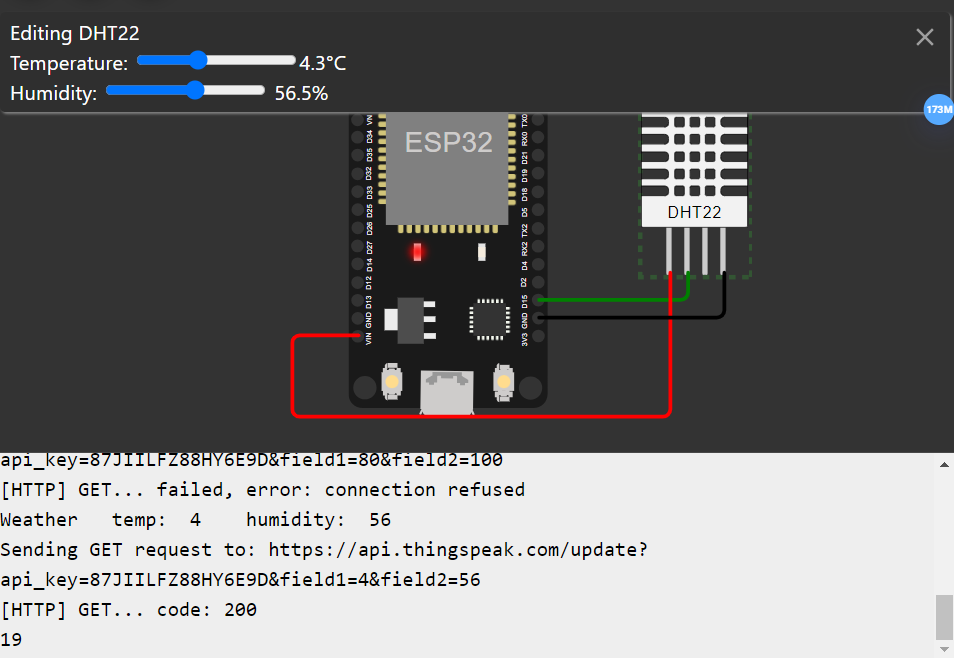 Editing DHT22
Temperature: 4.3°C
Humidity: 56.5%
173M
ESP32
VN
D34
D35
D32
D33
D25
D26
D27
D14
D12
D13
GND
VIN
TX0
RX0
D21
D19
D18
D5
TX2
RX2
D4
D2
D15
GND
3V3
DHT22
api_key=87JIILFZ88HY6E9D&field1=80&field2=100
[HTTP] GET... failed, error: connection refused
Weather   temp:  4    humidity:  56
Sending GET request to: https://api.thingspeak.com/update?
api_key=87JIILFZ88HY6E9D&field1=4&field2=56
[HTTP] GET... code: 200
19